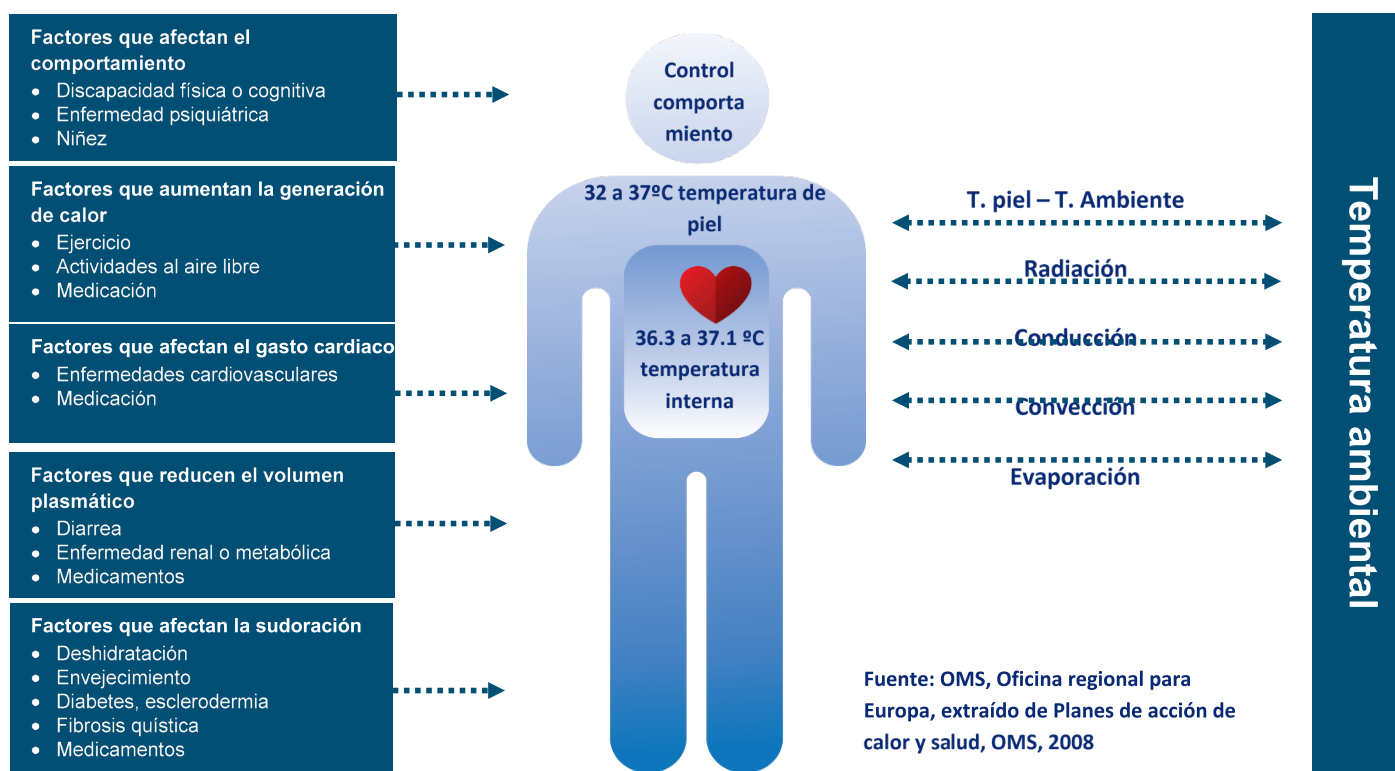 Factores que afectan el
comportamiento
• Discapacidad física o cognitiva
• Enfermedad psiquiátrica
• Niñez
Factores que aumentan la generación
de calor
• Ejercicio
• Actividades al aire libre
• Medicación
Factores que afectan el gasto cardiaco
• Enfermedades cardiovasculares
• Medicación
Factores que reducen el volumen
plasmático
• Diarrea
• Enfermedad renal o metabólica
• Medicamentos
Factores que afectan la sudoración
• Deshidratación
• Envejecimiento
• Diabetes, esclerodermia
• Fibrosis quística
• Medicamentos
Control
comporta
miento
32 a 37ºC temperatura de
piel
36.3 a 37.1 ºC
temperatura
interna
T. piel – T. Ambiente
Radiación
Conducción
Convección
Evaporación
Temperatura ambiental
Fuente: OMS, Oficina regional para
Europa, extraído de Planes de acción de
calor y salud, OMS, 2008